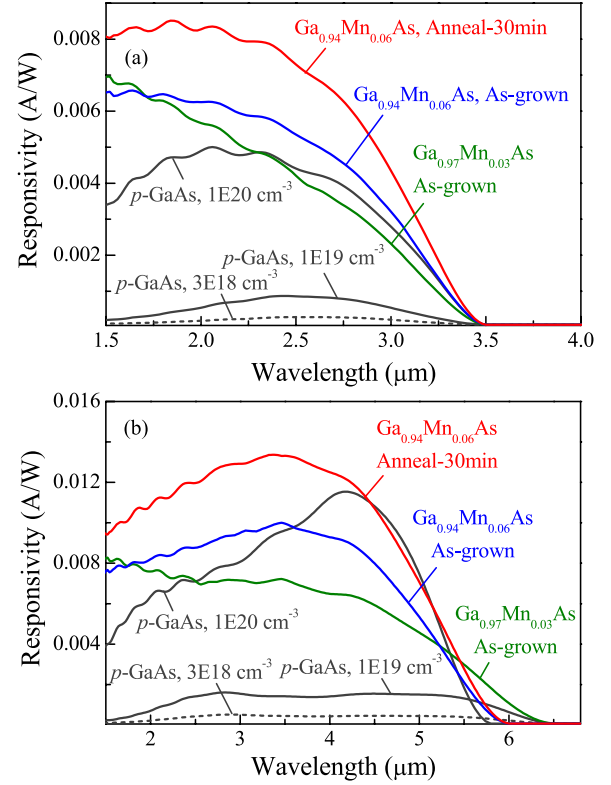 Responsivity (A/W)
0.008
0.006
0.004
0.002
(a)
Ga0.94Mn0.06As, Anneal-30min
Ga0.94Mn0.06As, As-grown
Ga0.97Mn0.03As
As-grown
p-GaAs, 1E20 cm-3
p-GaAs, 1E19 cm-3
p-GaAs, 3E18 cm-3
1.5 2.0 2.5 3.0 3.5 4.0
Wavelength (μm)
Responsivity (A/W)
0.016
0.012
0.008
0.004
(b)
Ga0.94Mn0.06As
Anneal-30min
Ga0.94Mn0.06As
As-grown
Ga0.97Mn0.03As
As-grown
p-GaAs, 1E20 cm-3
p-GaAs, 3E18 cm-3
p-GaAs, 1E19 cm-3
2 3 4 5 6
Wavelength (μm)